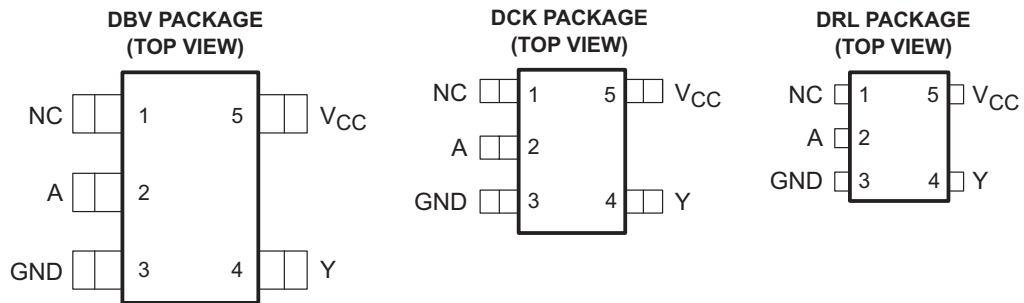 DBV PACKAGE
(TOP VIEW)
NC 1 5 VCC
A 2
GND 3 4 Y
DCK PACKAGE
(TOP VIEW)
NC 1 5 VCC
A 2
GND 3 4 Y
DRL PACKAGE
(TOP VIEW)
NC 1 5 VCC
A 2
GND 3 4 Y